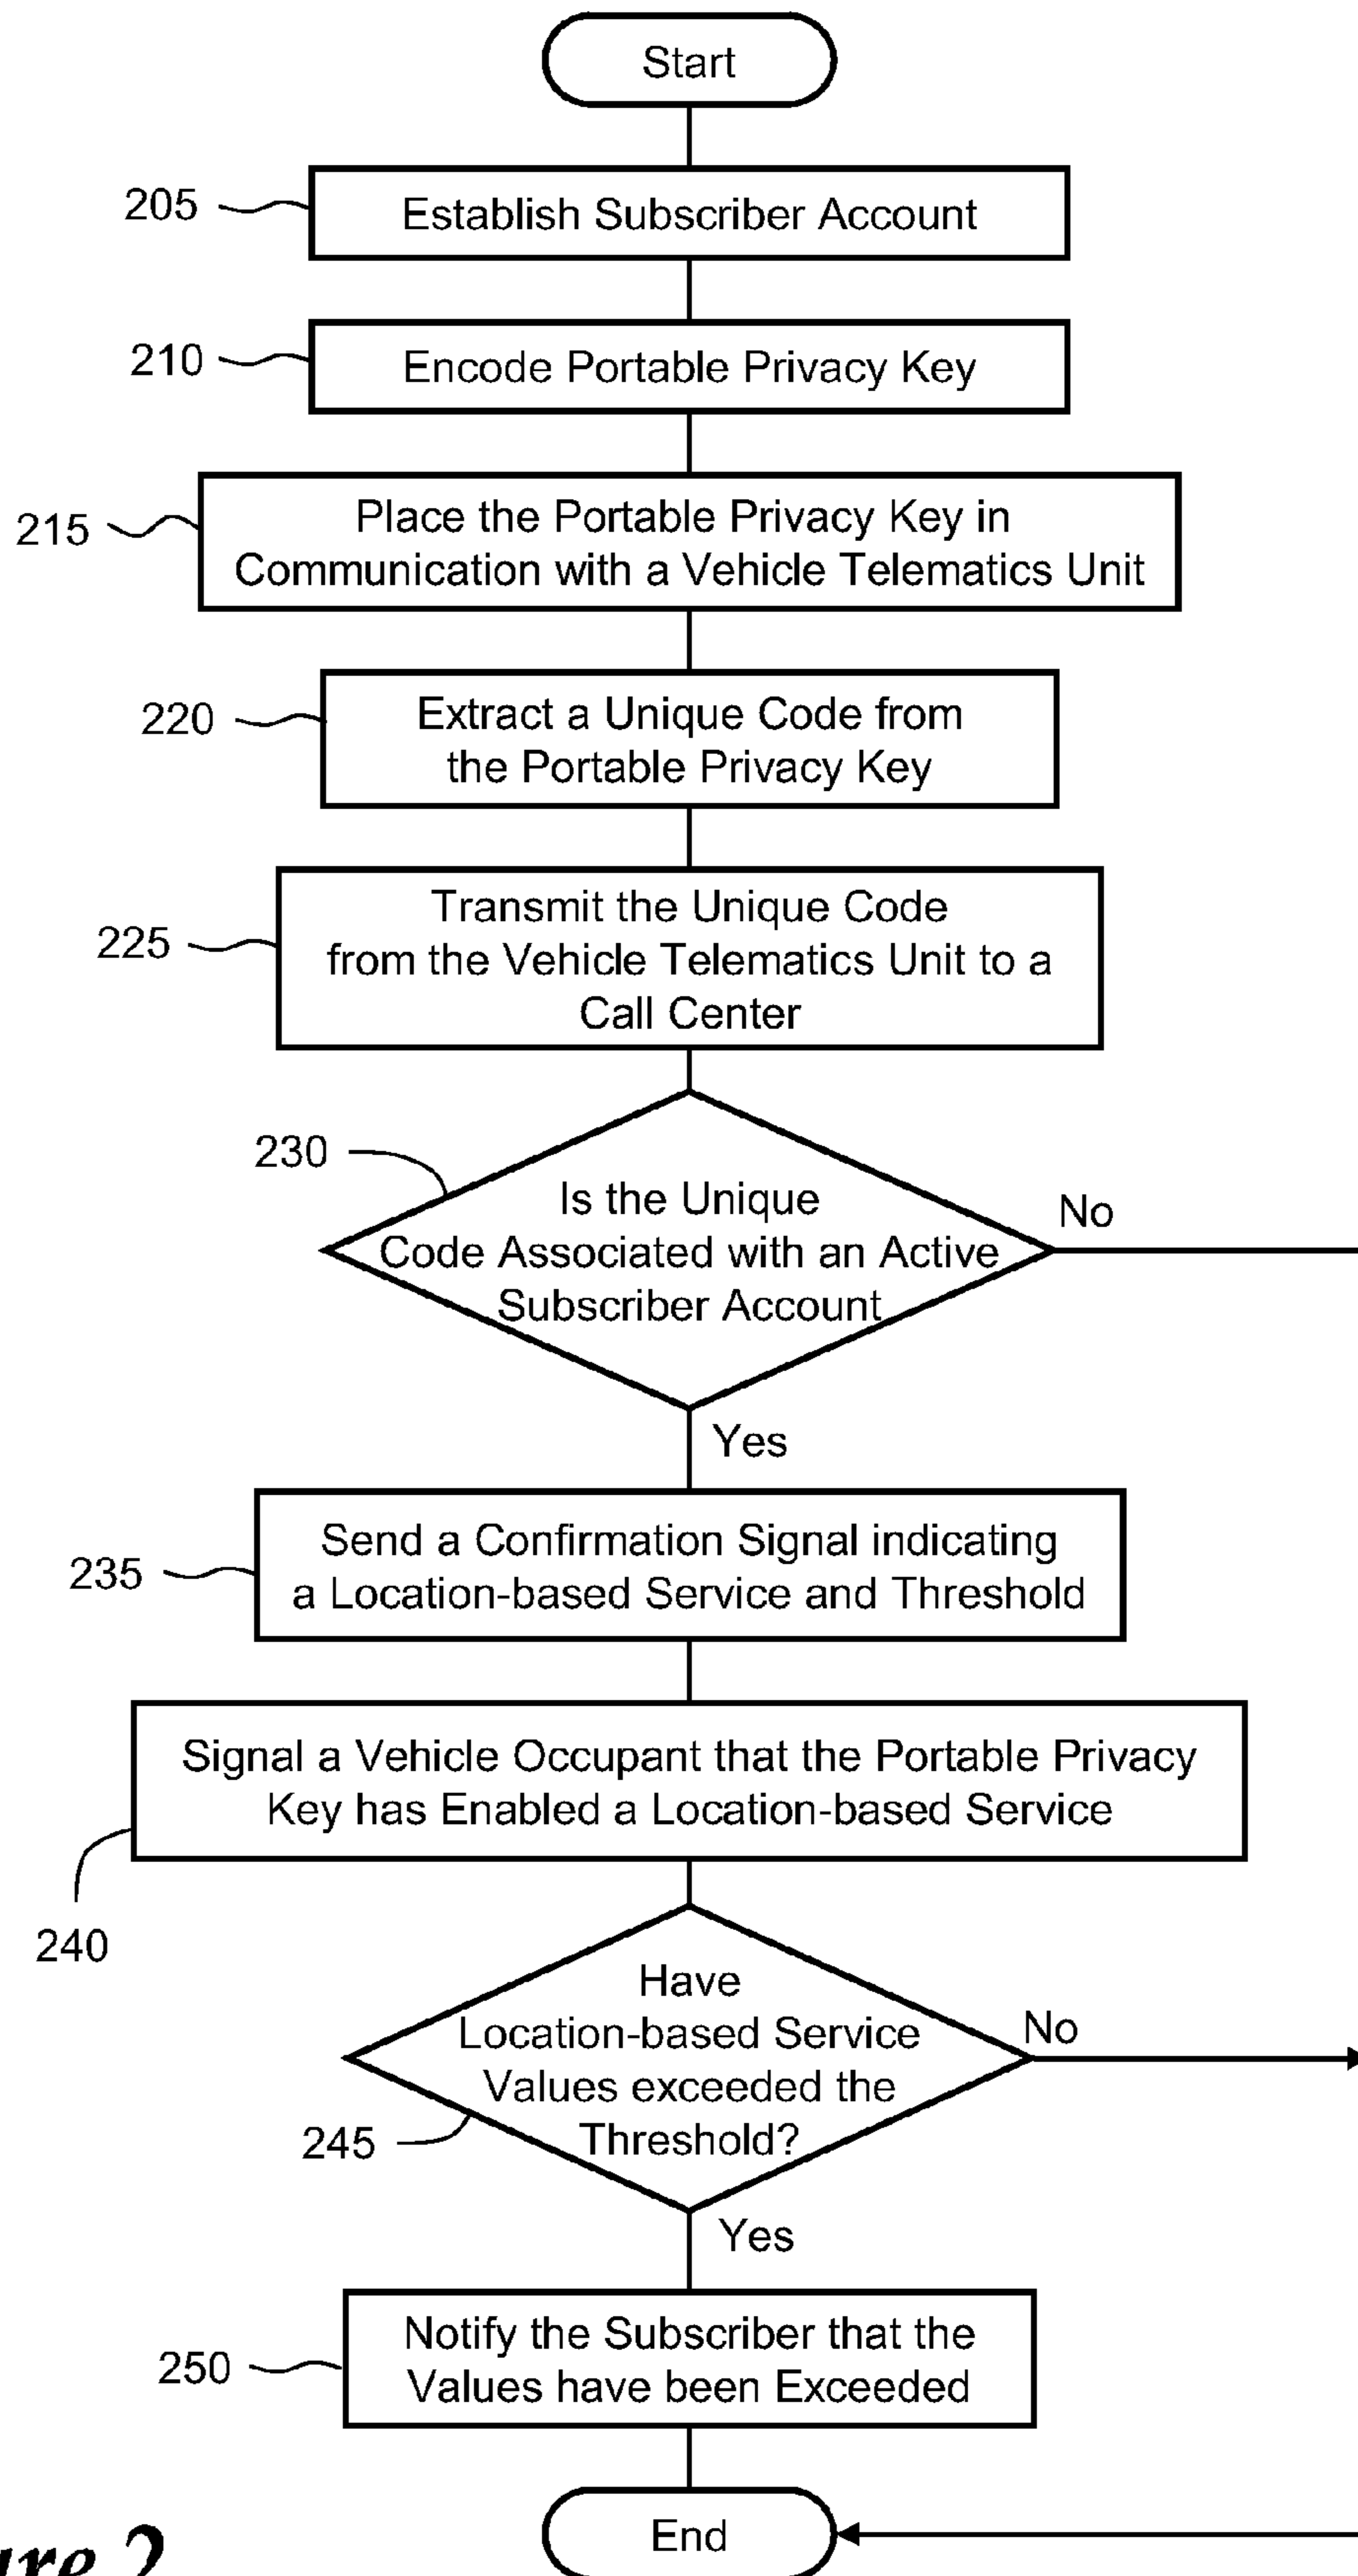 Start
205
Establish Subscriber Account
210
Encode Portable Privacy Key
215
Place the Portable Privacy Key in
Communication with a Vehicle Telematics Unit
220
Extract a Unique Code from
the Portable Privacy Key
225
Transmit the Unique Code
from the Vehicle Telematics Unit to a
Call Center
230
Is the Unique
Code Associated with an Active
Subscriber Account
No
Yes
235
Send a Confirmation Signal indicating
a Location-based Service and Threshold
Signal a Vehicle Occupant that the Portable Privacy
Key has Enabled a Location-based Service
240
Have
Location-based Service
Values exceeded the
Threshold?
No
245
Yes
250
Notify the Subscriber that the
Values have been Exceeded
End